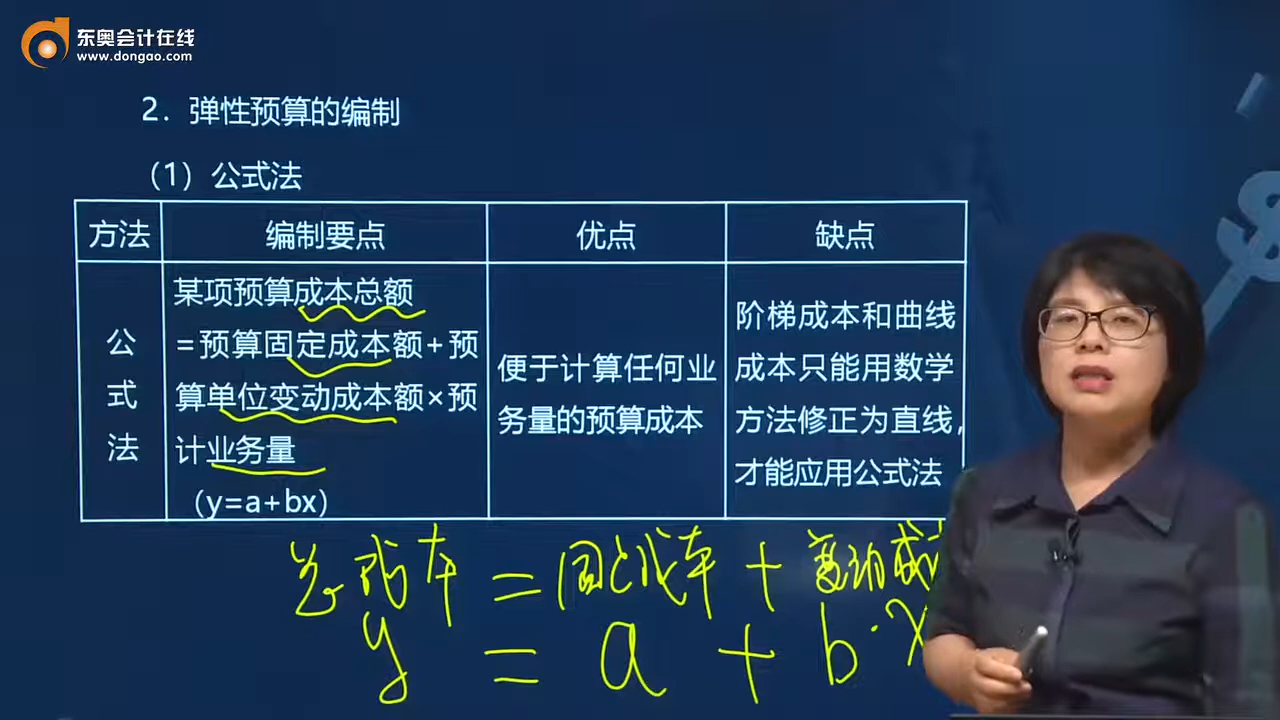 东奥会计在线
www.dongao.com
2. 弹性预算的编制
（1）公式法
方法 编制要点 优点 缺点
公式法
某项预算成本总额
=预算固定成本额+预
算单位变动成本额×预
计业务量
（y=a+bx）
便于计算任何业
务量的预算成本
阶梯成本和曲线
成本只能用数学
方法修正为直线，
才能应用公式法
总成本 = 固定成本 + 变动成
y = a + b·x